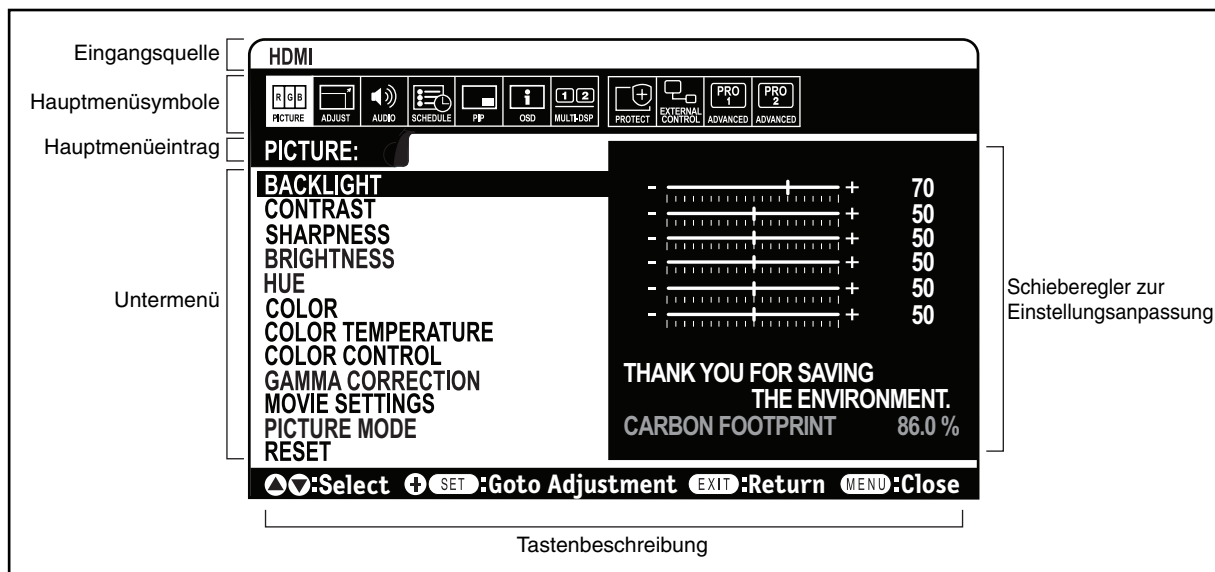 Eingangsquelle
HDMI
Hauptmenüsymbole
R G B
PICTURE
ADJUST
AUDIO
SCHEDULE
PIP
OSD
1 2
MULTI-DSP
PROTECT
EXTERNAL
CONTROL
PRO
1
ADVANCED
PRO
2
ADVANCED
Hauptmenüeintrag
PICTURE:
Untermenü
BACKLIGHT - + 70
CONTRAST - + 50
SHARPNESS - + 50
BRIGHTNESS - + 50
HUE - + 50
COLOR - + 50
COLOR TEMPERATURE
COLOR CONTROL
GAMMA CORRECTION
MOVIE SETTINGS
PICTURE MODE
RESET
THANK YOU FOR SAVING
THE ENVIRONMENT.
CARBON FOOTPRINT 86.0 %
Schieberegler zur
Einstellungsanpassung
:Select SET:Goto Adjustment EXIT:Return MENU:Close
Tastenbeschreibung